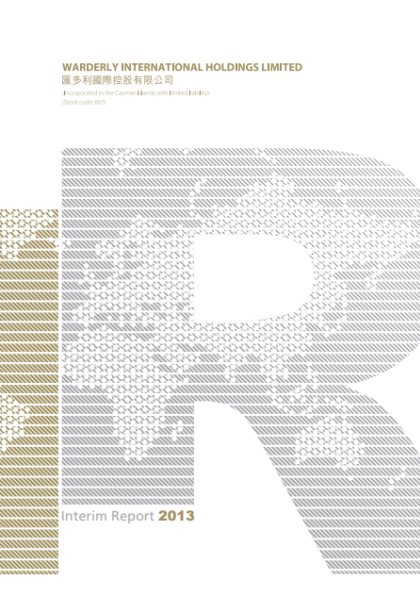 WARDERLY INTERNATIONAL HOLDINGS LIMITED
匯多利國際控股有限公司
(Incorporated in the Cayman Islands with limited liability)
(Stock code: 607)
Interim Report 2013